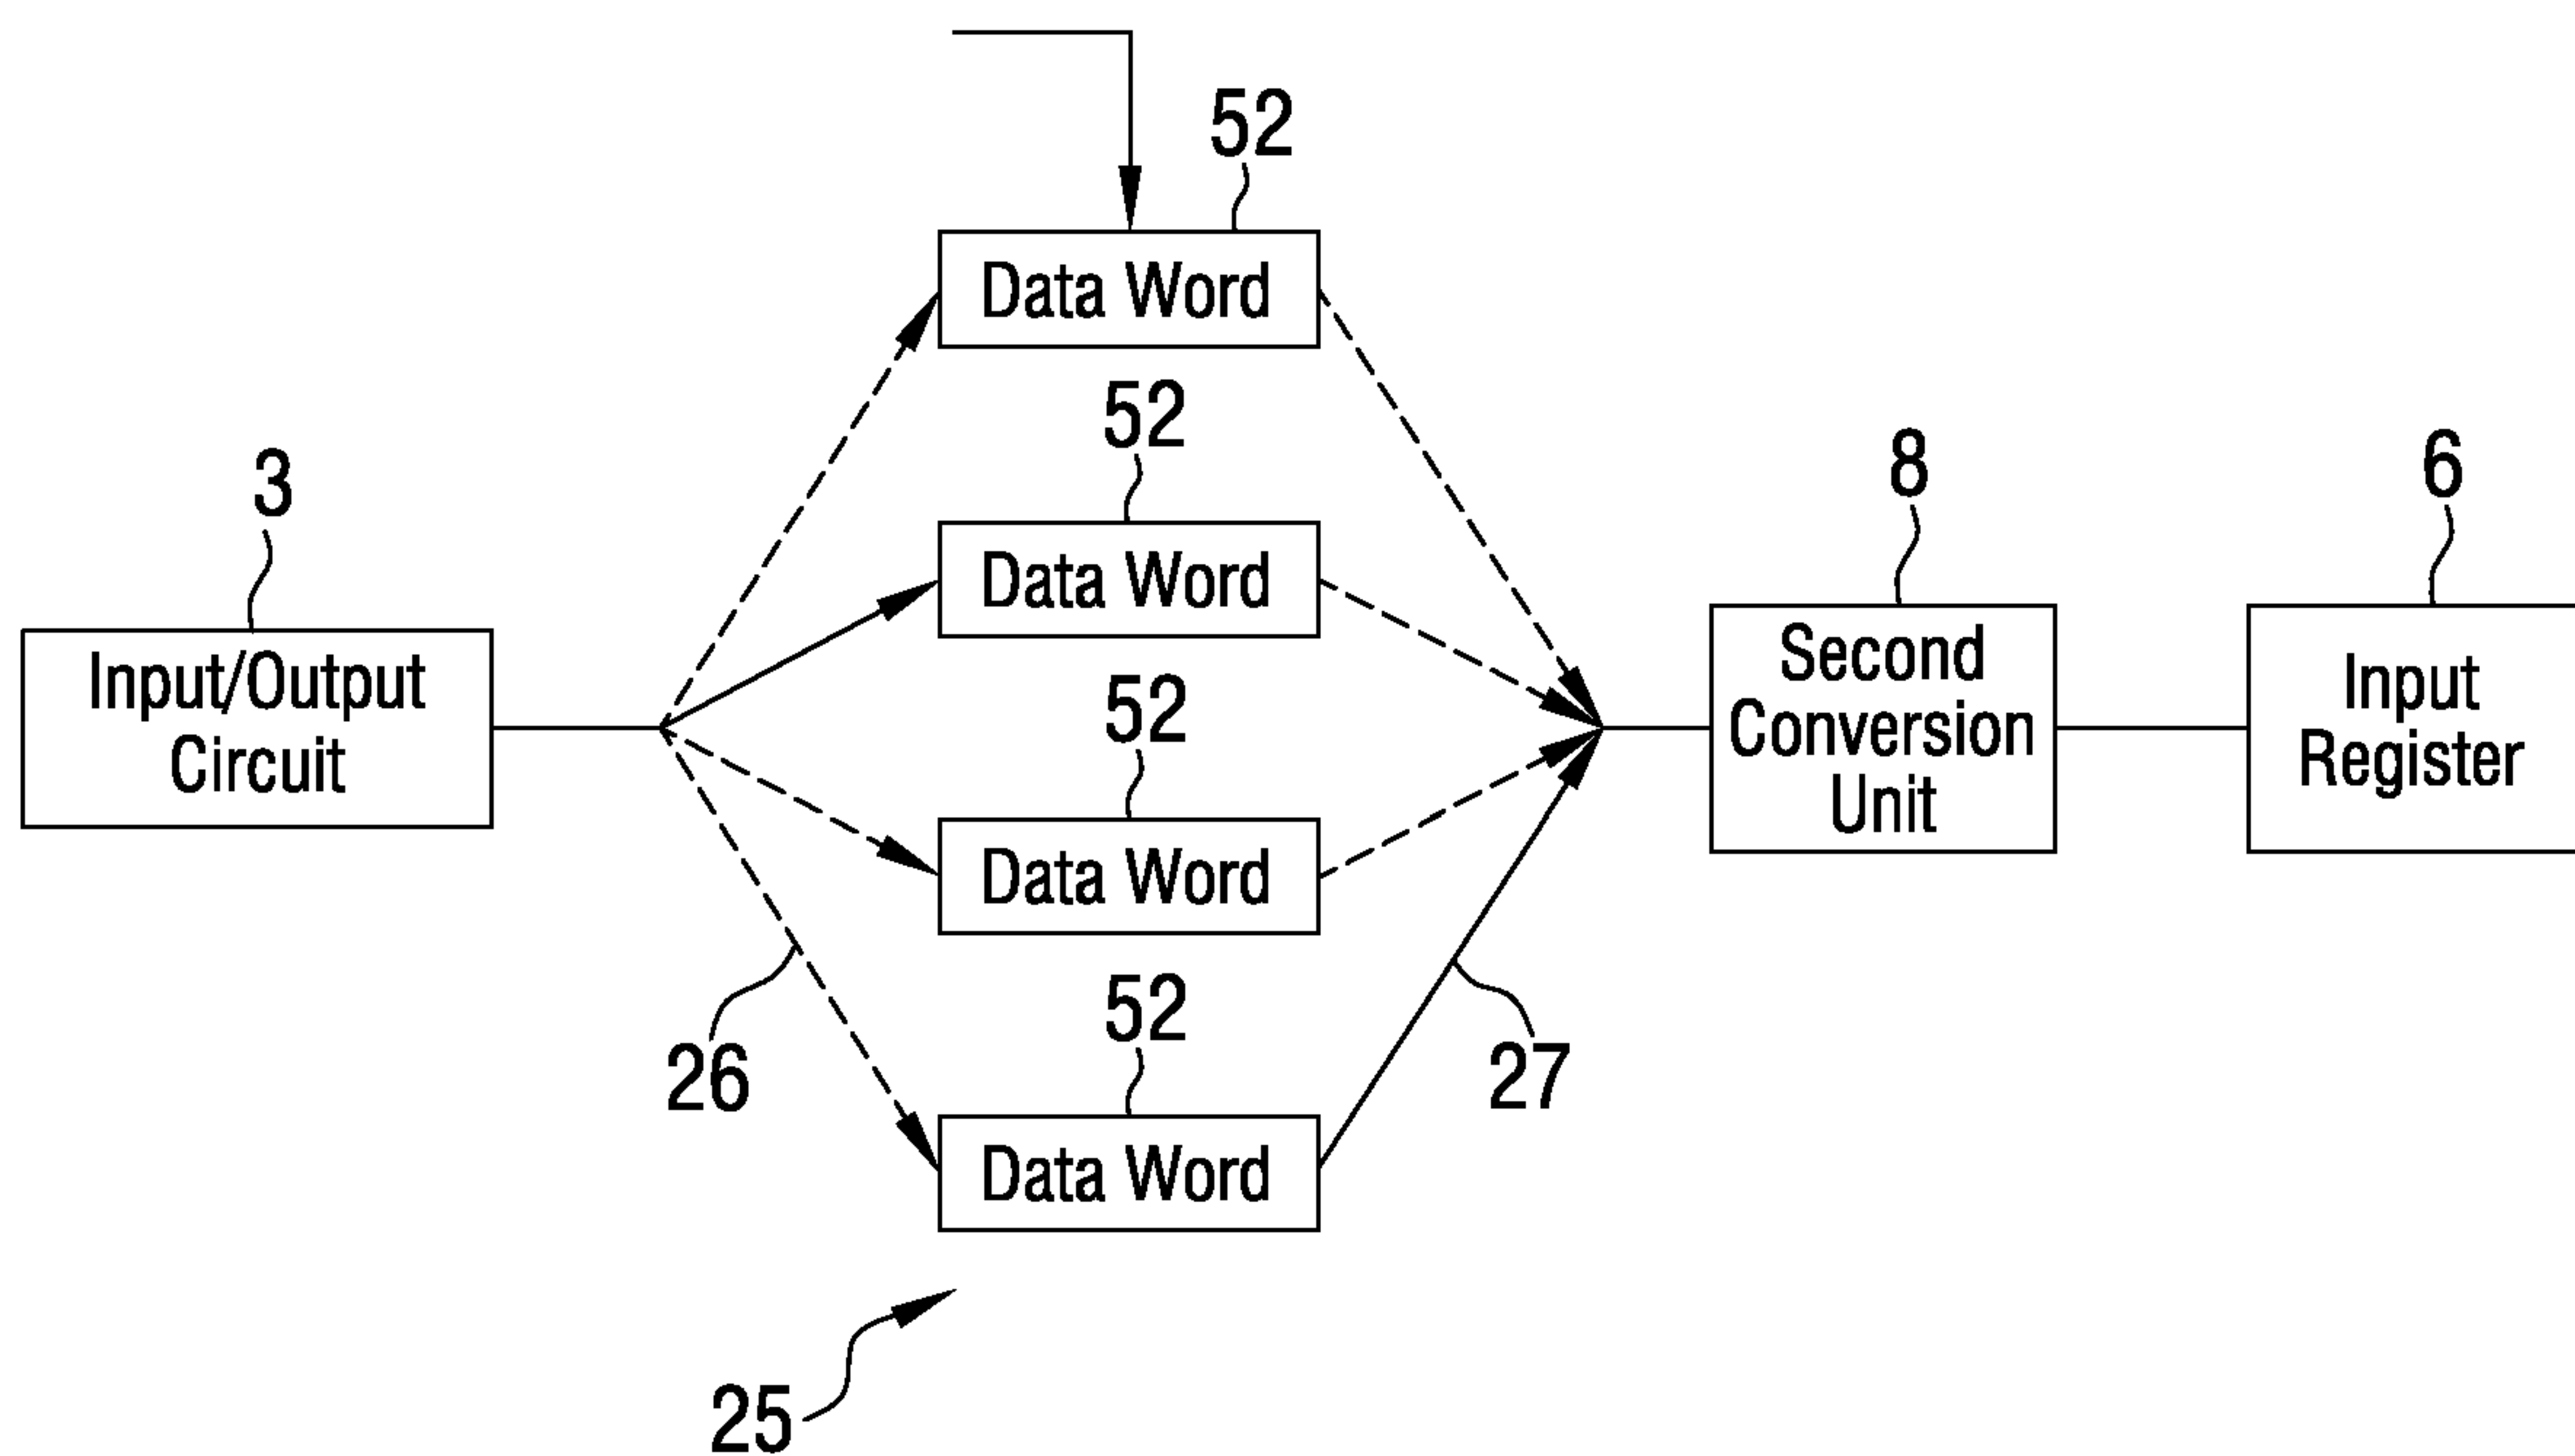 52
Data Word
52
3
8
6
Data Word
Input/Output
Circuit
52
Second
Conversion
Unit
Input
Register
Data Word
52
26
27
Data Word
25